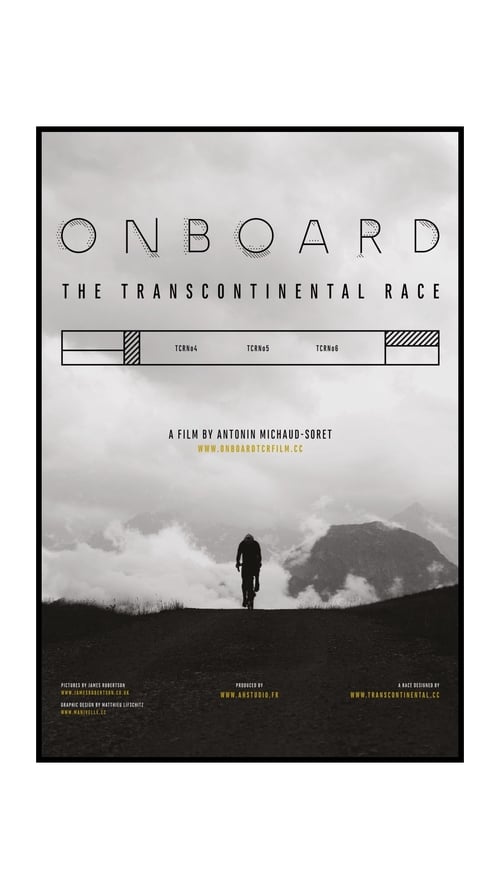 ONBOARD
THE TRANSCONTINENTAL RACE
TCRNo4 TCRNo5 TCRNo6
A FILM BY ANTONIN MICHAUD-SORET
WWW.ONBOARDTCRFILM.CC
PICTURES BY JAMES ROBERTSON
WWW.JAMESROBERTSON.CO.UK
GRAPHIC DESIGN BY MATTHIEU LIFSCHITZ
WWW.MANIVELLE.CC
PRODUCED BY
WWW.AHSTUDIO.FR
A RACE DESIGNED BY
WWW.TRANSCONTINENTAL.CC